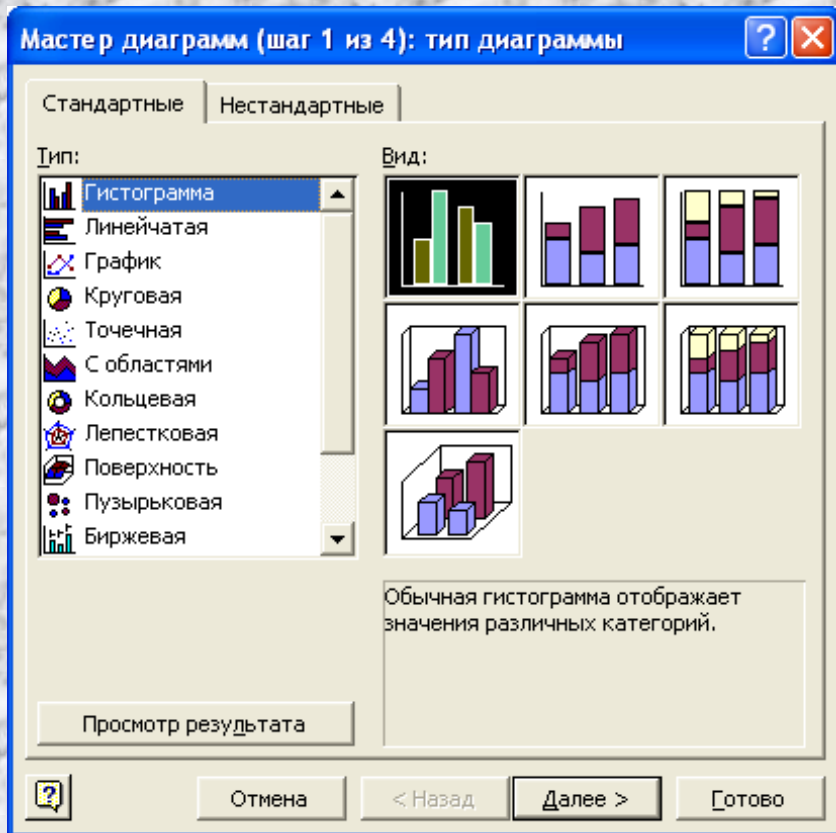 Мастер диаграмм (шаг 1 из 4): тип диаграммы
Стандартные
Нестандартные
Тип:
Гистограмма
Линейчатая
График
Круговая
Точечная
С областями
Кольцевая
Лепестковая
Поверхность
Пузырьковая
Биржевая
Вид:
Обычная гистограмма отображает
значения различных категорий.
Просмотр результата
Отмена
< Назад
Далее >
Готово